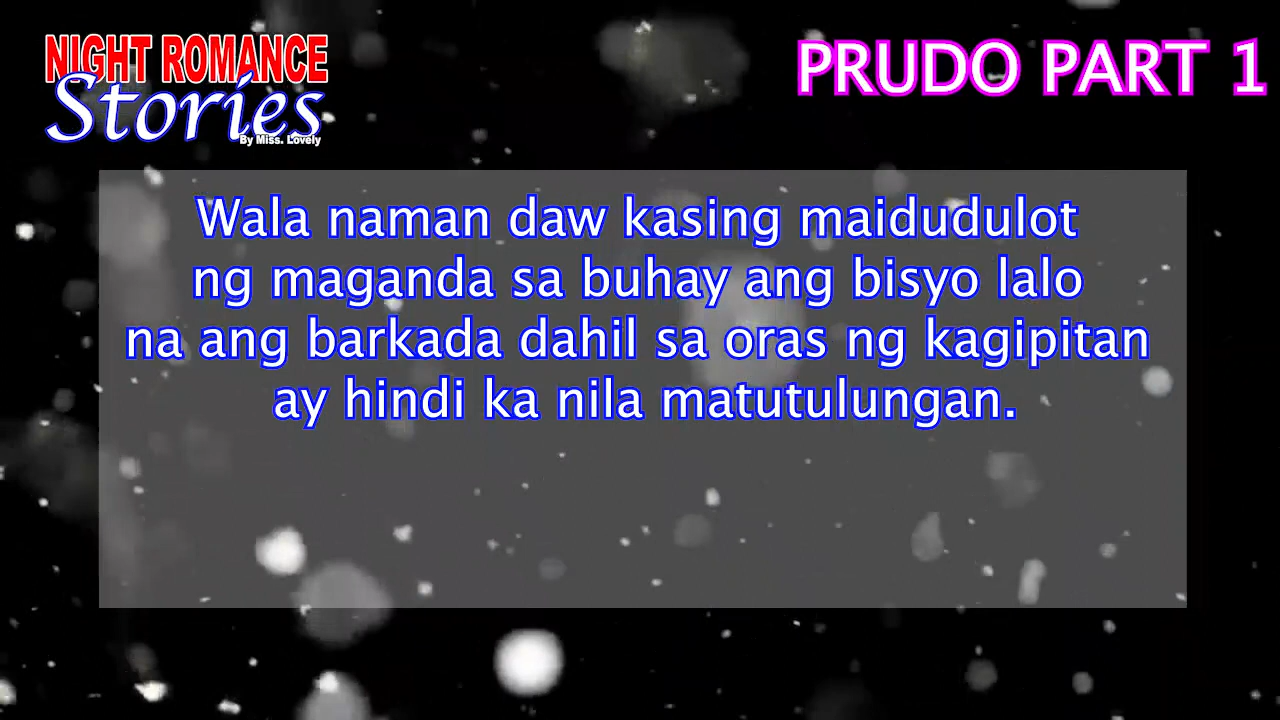 NIGHT ROMANCE
Stories
By Miss. Lovely
PRUDO PART 1
Wala naman daw kasing maidudulot
ng maganda sa buhay ang bisyo lalo
na ang barkada dahil sa oras ng kagipitan
ay hindi ka nila matutulungan.